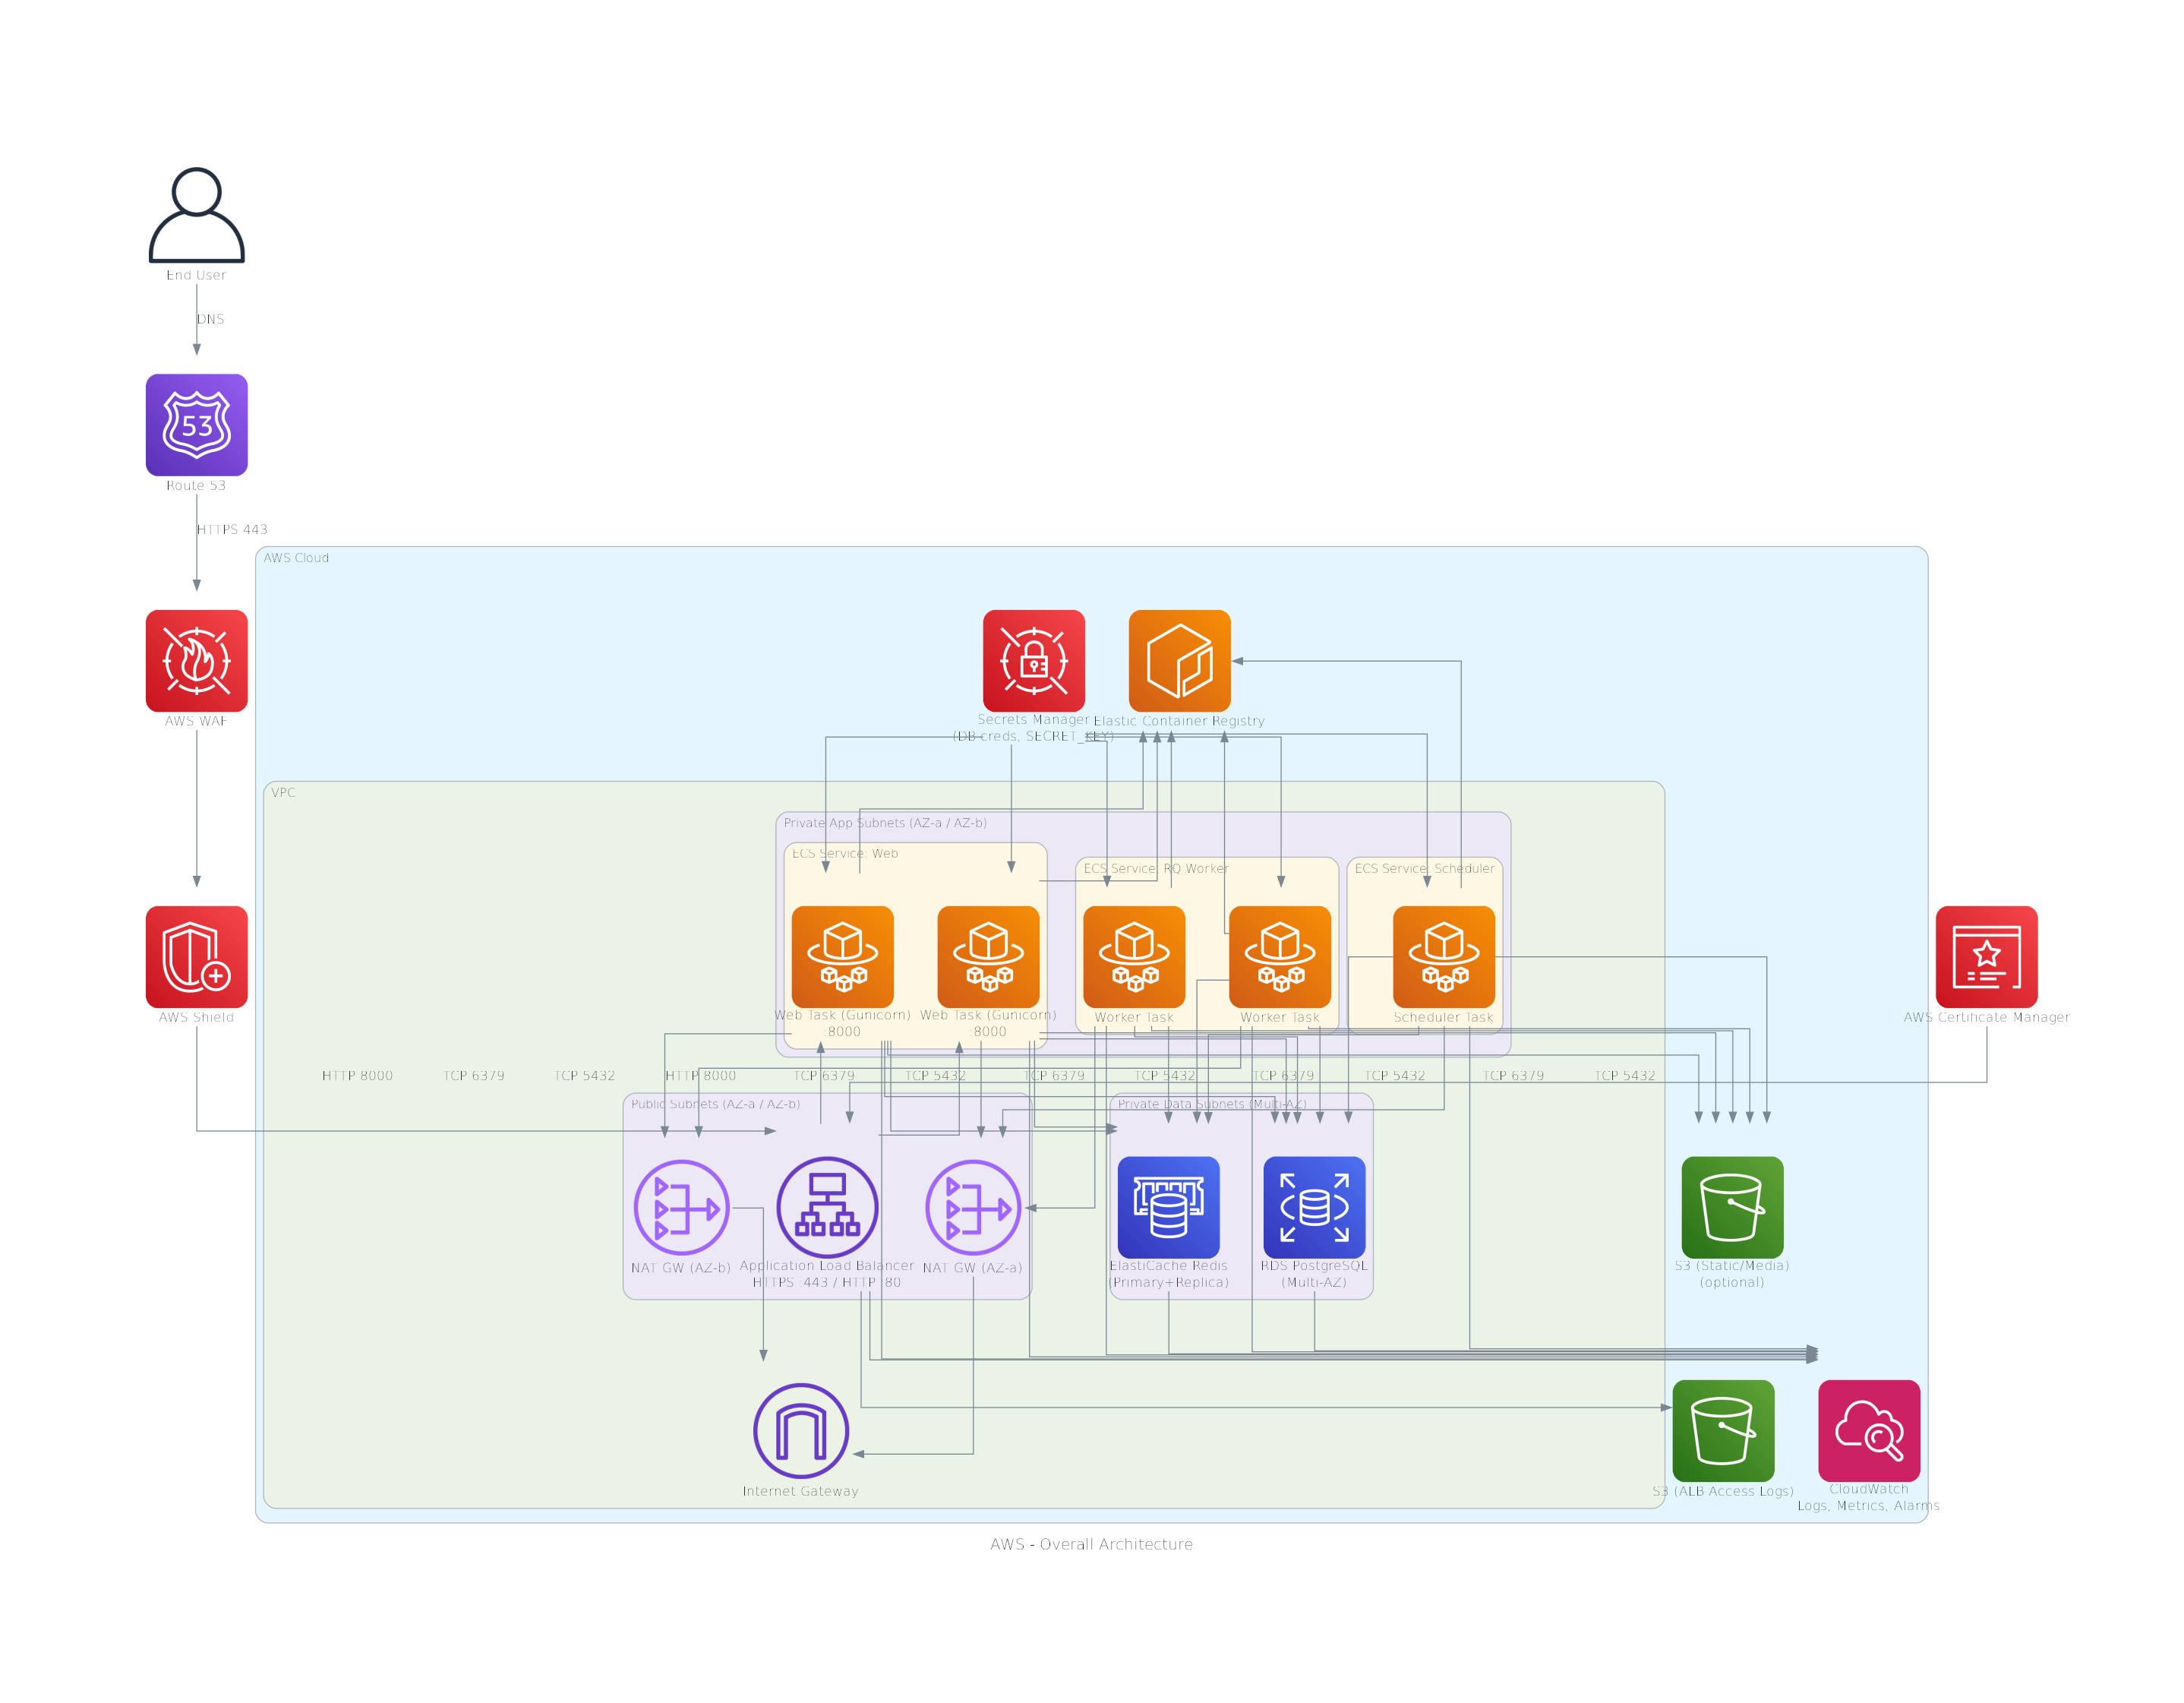 End User
DNS
53
Route 53
HTTPS 443
AWS Cloud
AWS WAF
Secrets Manager
(DB creds, SECRET_KEY)
Elastic Container Registry
VPC
Private App Subnets (AZ-a / AZ-b)
ECS Service: Web
ECS Service: RQ Worker
ECS Service: Scheduler
AWS Shield
Web Task (Gunicorn)
:8000
Web Task (Gunicorn)
:8000
Worker Task
Worker Task
Scheduler Task
AWS Certificate Manager
HTTP 8000
TCP 6379
TCP 5432
HTTP 8000
TCP 6379
TCP 5432
TCP 6379
TCP 5432
TCP 6379
TCP 5432
TCP 6379
TCP 5432
Public Subnets (AZ-a / AZ-b)
Private Data Subnets (Multi-AZ)
NAT GW (AZ-b)
Application Load Balancer
HTTPS :443 / HTTP :80
NAT GW (AZ-a)
ElastiCache Redis
(Primary+Replica)
RDS PostgreSQL
(Multi-AZ)
S3 (Static/Media)
(optional)
Internet Gateway
S3 (ALB Access Logs)
CloudWatch
Logs, Metrics, Alarms
AWS - Overall Architecture